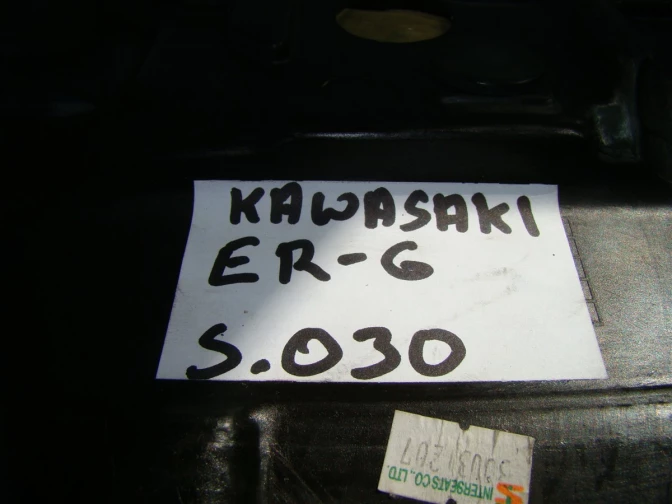 KAWASAKI
ER-6
S.030
INTERSEATS CO., LTD.